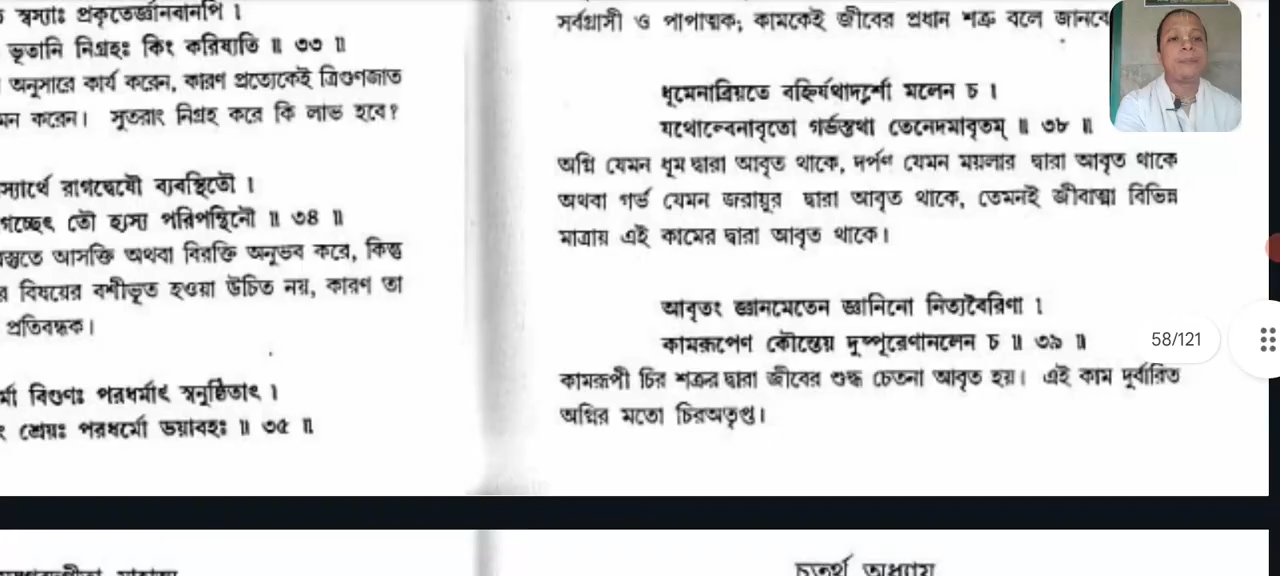 স্বস্যাঃ প্রকৃতের্জ্ঞানবানপি ।
ভূতানি নিগ্রহঃ কিং করিষ্যতি ॥ ৩৩ ॥
অনুসারে কার্য করেন, কারণ প্রত্যেকেই ত্রিগুণজাত
করেন। সুতরাং নিগ্রহ করে কি লাভ হবে?
রাগদ্বেষৌ ব্যবস্থিতৌ ।
তৌ হ্যস্য পরিপন্থিনৌ ॥ ৩৪ ॥
আসক্তি অথবা বিরক্তি অনুভব করে, কিন্তু
বিষয়ের বশীভূত হওয়া উচিত নয়, কারণ তা
প্রতিবন্ধক।
বিগুণঃ পরধর্মাৎ স্বনুষ্ঠিতাৎ ।
শ্রেয়ঃ পরধর্মো ভয়াবহঃ ॥ ৩৫ ॥
সর্বগ্রাসী ও পাপাত্মক; কামকেই জীবের প্রধান শত্রু বলে জানবে
ধূমেনাব্রিয়তে বহ্নির্যথাদর্শো মলেন চ ।
যথোল্বেনাবৃতো গর্ভস্তথা তেনেদমাবৃতম্ ॥ ৩৮ ॥
অগ্নি যেমন ধূম দ্বারা আবৃত থাকে, দর্পণ যেমন ময়লার দ্বারা আবৃত থাকে
অথবা গর্ভ যেমন জরায়ুর দ্বারা আবৃত থাকে, তেমনই জীবাত্মা বিভিন্ন
মাত্রায় এই কামের দ্বারা আবৃত থাকে।
আবৃতং জ্ঞানমেতেন জ্ঞানিনো নিত্যবৈরিণা ।
কামরূপেণ কৌন্তেয় দুষ্পূরেণানলেন চ ॥ ৩৯ ॥
58/121
কামরূপী চির শত্রুর দ্বারা জীবের শুদ্ধ চেতনা আবৃত হয়। এই কাম দুর্বারিত
অগ্নির মতো চিরঅতৃপ্ত।
চতুর্থ অধ্যায়